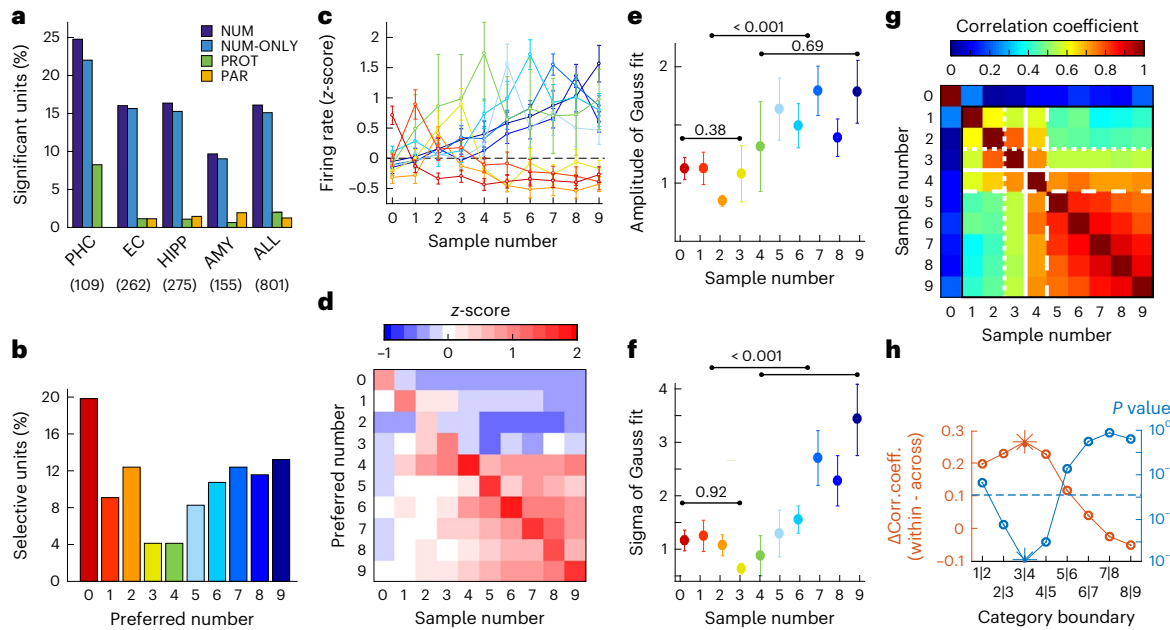 a
NUM
NUM-ONLY
PROT
PAR
25
20
15
10
5
0
Significant units (%)
PHC
EC
HIPP
AMY
ALL
(109)
(262)
(275)
(155)
(801)
b
20
16
12
8
4
0
Selective units (%)
0 1 2 3 4 5 6 7 8 9
Preferred number
c
2
1.5
1
0.5
0
−0.5
Firing rate (z-score)
0 1 2 3 4 5 6 7 8 9
Sample number
d
z-score
−1 0 1 2
Preferred number
0
1
2
3
4
5
6
7
8
9
0 1 2 3 4 5 6 7 8 9
Sample number
e
< 0.001
0.69
0.38
2
1
Amplitude of Gauss fit
0 1 2 3 4 5 6 7 8 9
Sample number
f
< 0.001
0.92
4
3
2
1
Sigma of Gauss fit
0 1 2 3 4 5 6 7 8 9
Sample number
g
Correlation coefficient
0 0.2 0.4 0.6 0.8 1
Sample number
0
1
2
3
4
5
6
7
8
9
0 1 2 3 4 5 6 7 8 9
Sample number
h
P value
0.3
0.2
0.1
0
−0.1
ΔCorr.coeff.
(within - across)
10⁰
10⁻
10⁻
10⁻
1|2 3|4 5|6 7|8
2|3 4|5 6|7 8|9
Category boundary